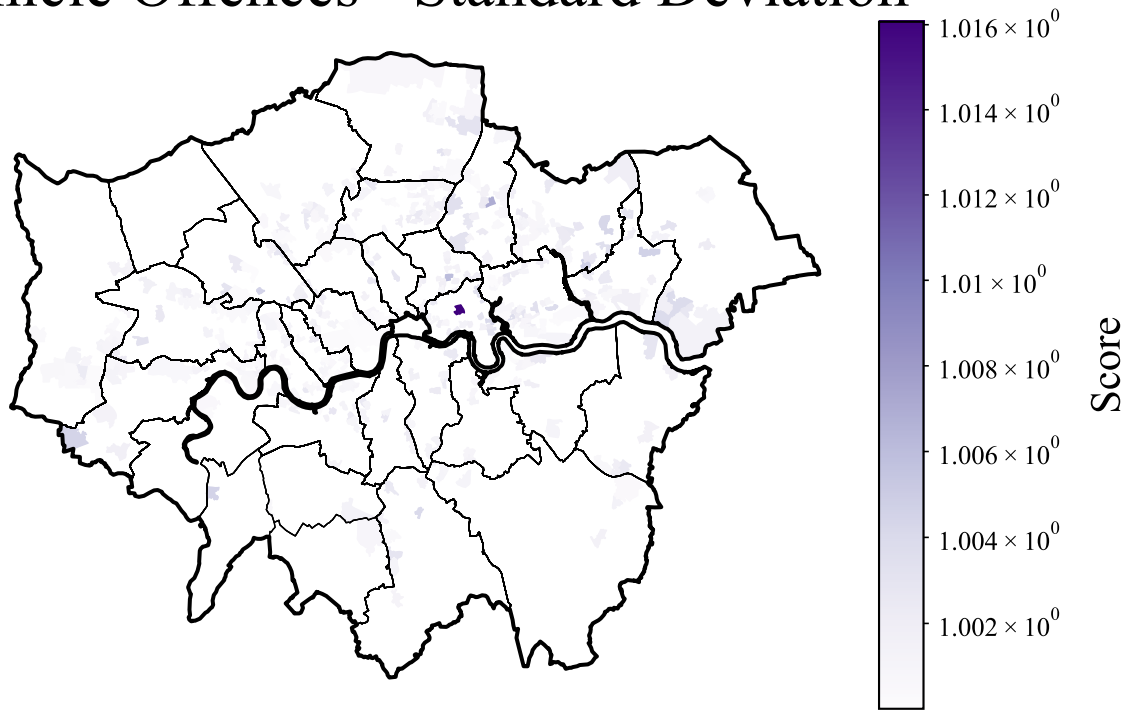 Offences - Standard Deviation
1.016 × 10⁰
1.014 × 10⁰
1.012 × 10⁰
1.01 × 10⁰
1.008 × 10⁰
1.006 × 10⁰
1.004 × 10⁰
1.002 × 10⁰
Score